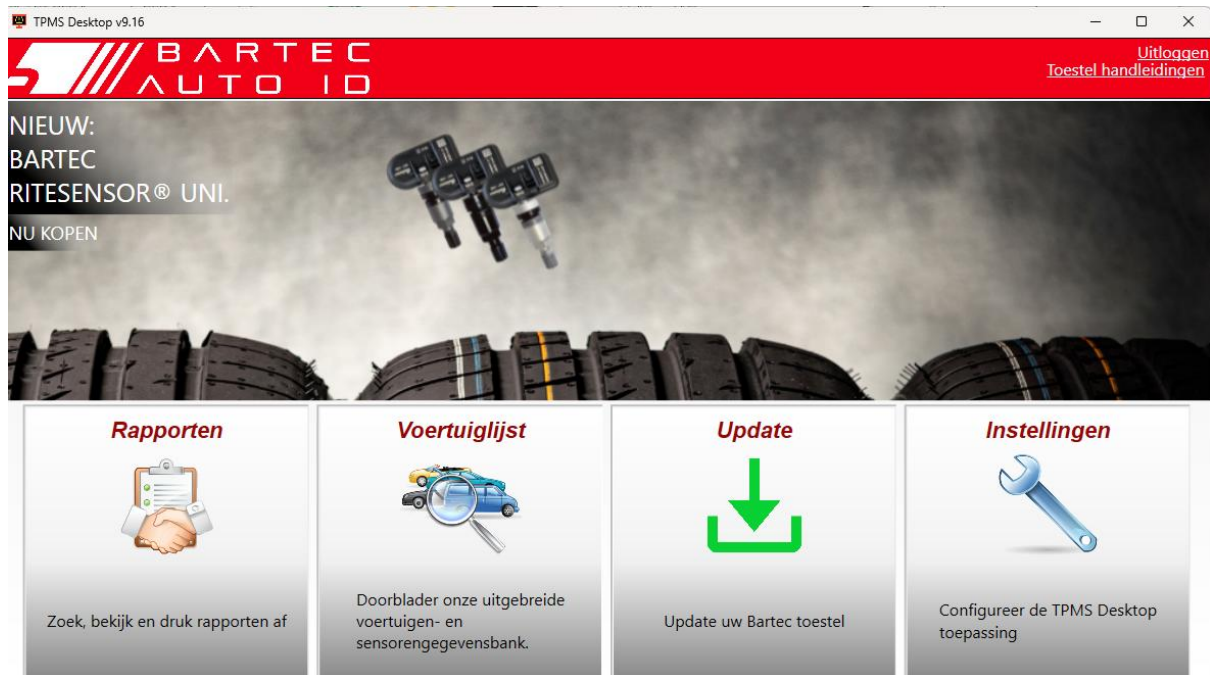 TPMS Desktop v9.16
BARTEC
AUTO ID
Uitloggen
Toestel handleidingen
NIEUW:
BARTEC
RITESENSOR® UNI.
NU KOPEN
Rapporten
Zoek, bekijk en druk rapporten af
Voertuiglijst
Doorblader onze uitgebreide
voertuigen- en
sensorengegevensbank.
Update
Update uw Bartec toestel
Instellingen
Configureer de TPMS Desktop
toepassing